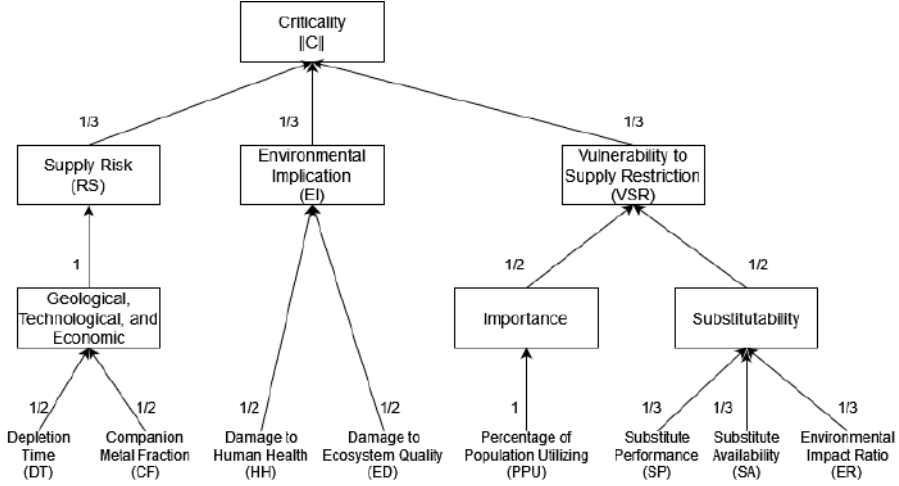 Criticality
||C||
1/3
1/3
1/3
Supply Risk
(RS)
Environmental
Implication
(EI)
Vulnerability to
Supply Restriction
(VSR)
1
1/2
1/2
Geological,
Technological, and
Economic
Importance
Substitutability
1/2
1/2
1/2
1/2
1
1/3
1/3
1/3
Depletion
Time
(DT)
Companion
Metal Fraction
(CF)
Damage to
Human Health
(HH)
Damage to
Ecosystem Quality
(ED)
Percentage of
Population Utilizing
(PPU)
Substitute
Performance
(SP)
Substitute
Availability
(SA)
Environmental
Impact Ratio
(ER)